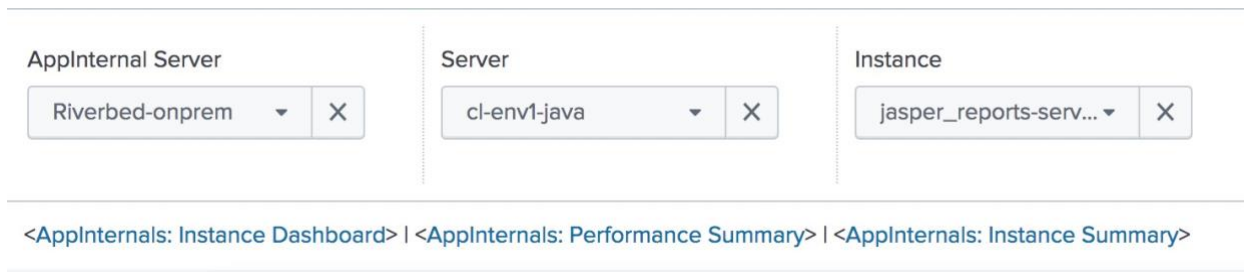 AppInternal Server Server Instance
Riverbed-onprem cl-env1-java jasper_reports-serv...
<AppInternals: Instance Dashboard> | <AppInternals: Performance Summary> | <AppInternals: Instance Summary>